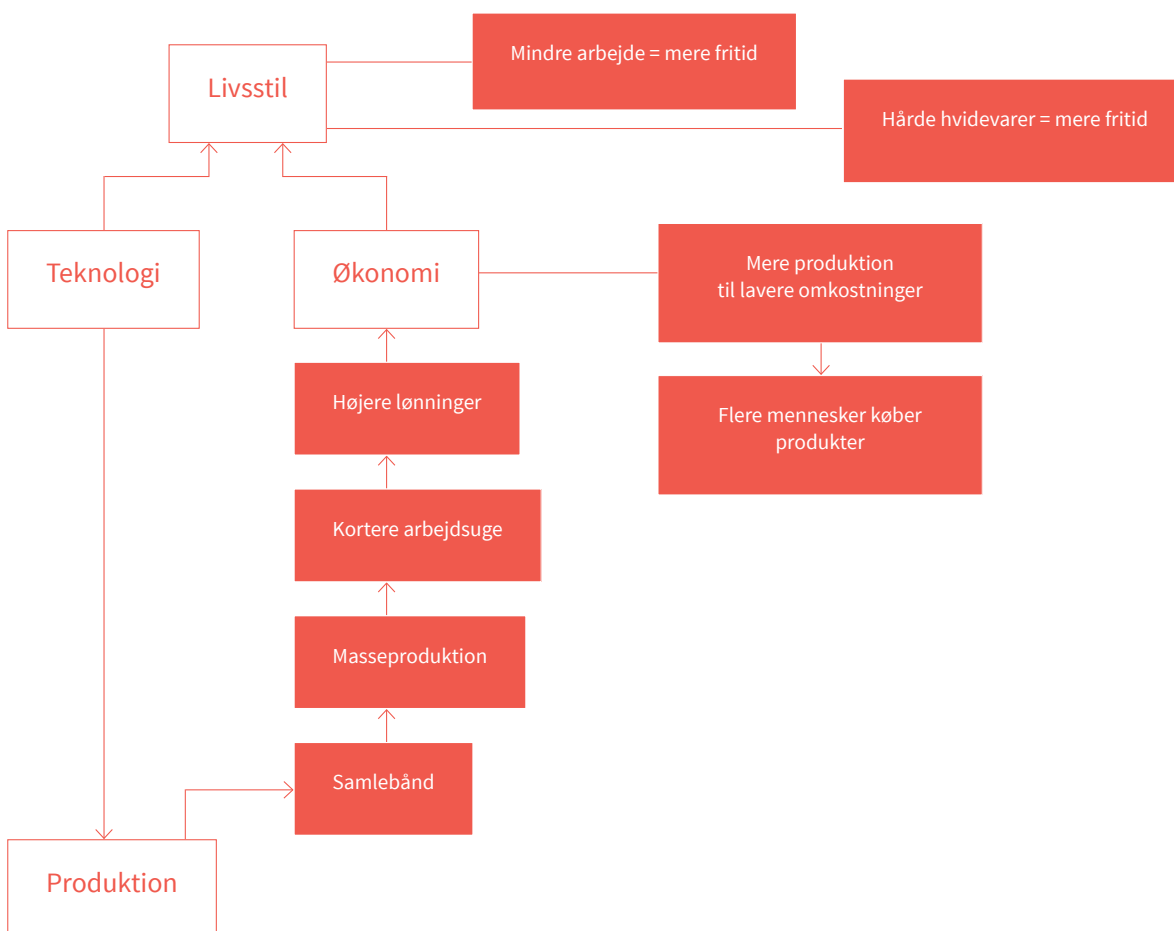 Mindre arbejde = mere fritid
Livsstil
Hårde hvidevarer = mere fritid
Teknologi
Økonomi
Mere produktion
til lavere omkostninger
Højere lønninger
Flere mennesker køber
produkter
Kortere arbejdsuge
Masseproduktion
Samlebånd
Produktion